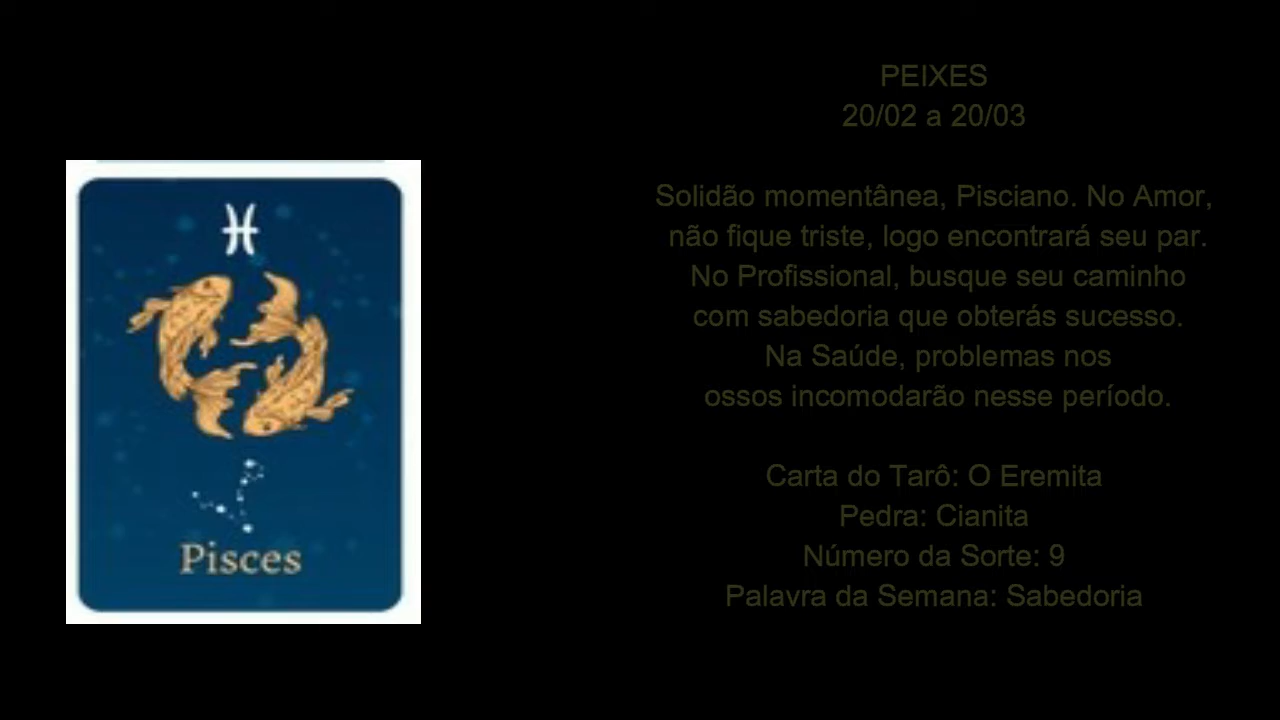 PEIXES
20/02 a 20/03
Solidão momentânea, Pisciano. No Amor,
não fique triste, logo encontrará seu par.
No Profissional, busque seu caminho
com sabedoria que obterás sucesso.
Na Saúde, problemas nos
ossos incomodarão nesse período.
Carta do Tarô: O Eremita
Pedra: Cianita
Número da Sorte: 9
Palavra da Semana: Sabedoria
Pisces